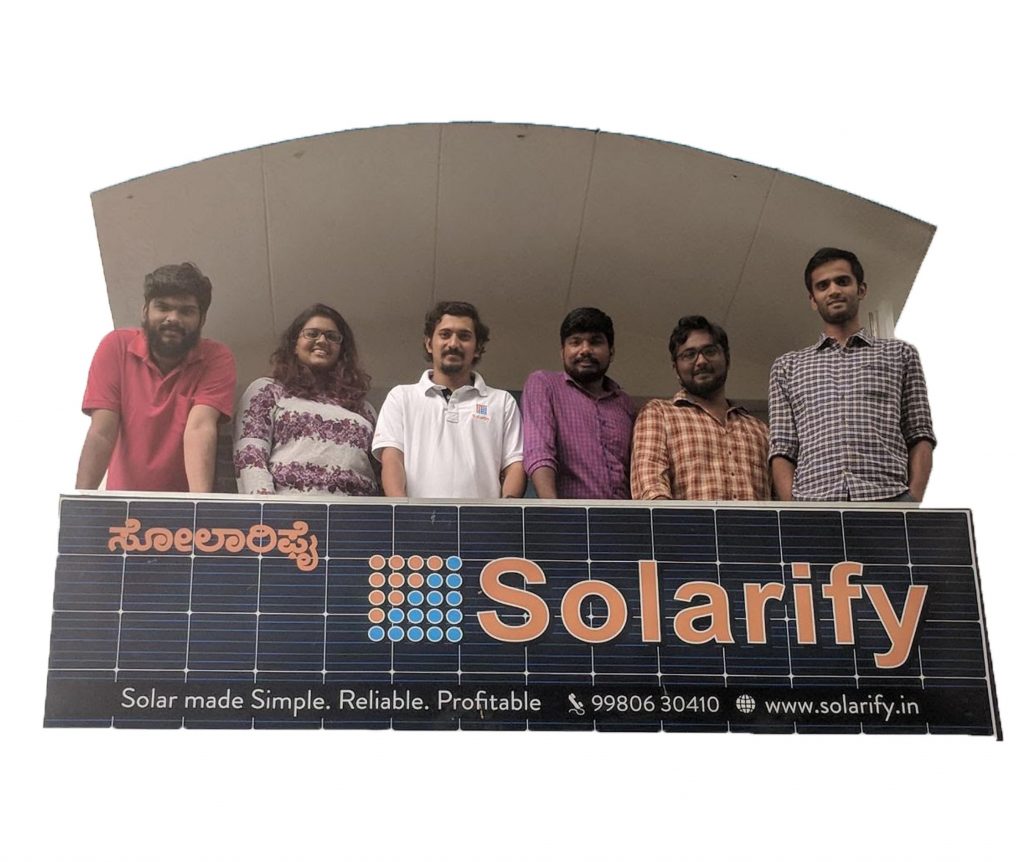 ಸೋಲಾರಿಫೈ
Solarify
Solar made Simple. Reliable. Profitable 99806 30410 www.solarify.in